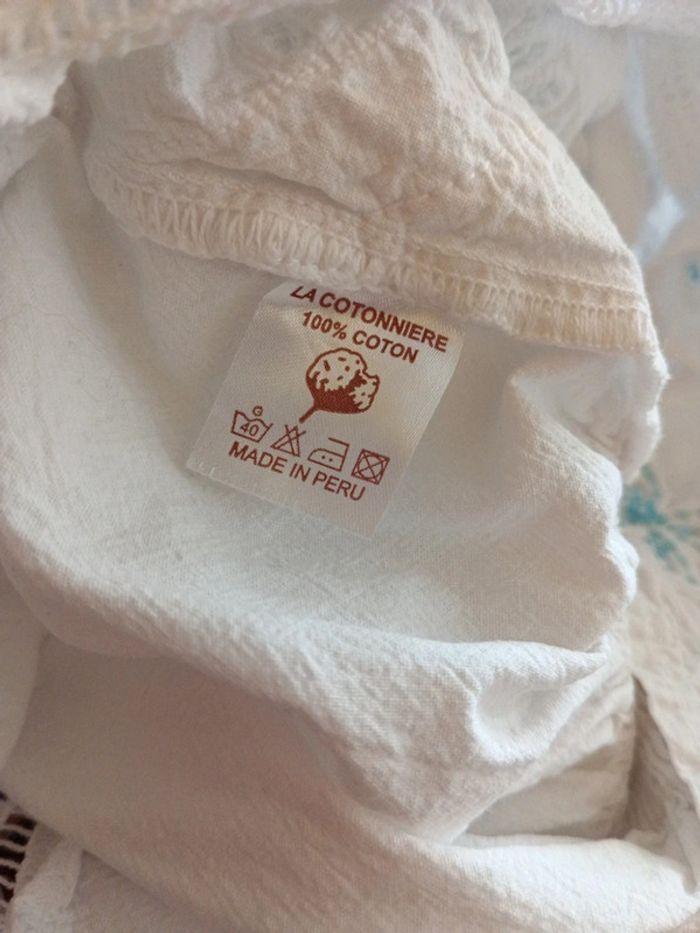 LA COTONNIERE
100% COTON
40
MADE IN PERU